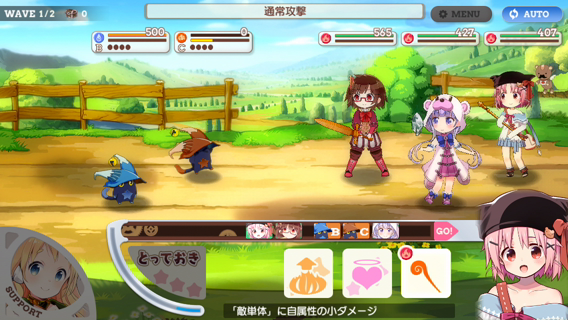 WAVE 1/2 0
通常攻撃
MENU
AUTO
B 500
C 0
565
427
407
B
C
GO!
とっておき
SUPPORT
「敵単体」に自属性の小ダメージ